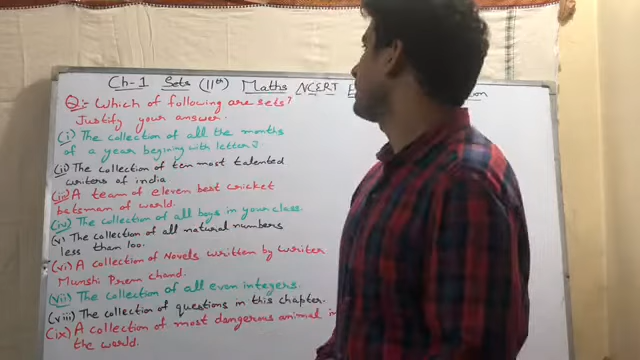 Ch-1 Sets (11th) Maths NCERT
Q:- Which of following are sets?
Justify your answer.
(i) The collection of all the months
of a year begining with letter J.
(ii) The collection of ten most talented
writers of india
(iii) A team of eleven best cricket
batsman of world.
(iv) The collection of all boys in your class.
(v) The collection of all natural numbers
less than 100.
(vi) A collection of Novels written by writer
Munshi Prem chand.
(vii) The collection of all even integers.
(viii) The collection of questions in this chapter.
(ix) A collection of most dangerous animal in
the world.